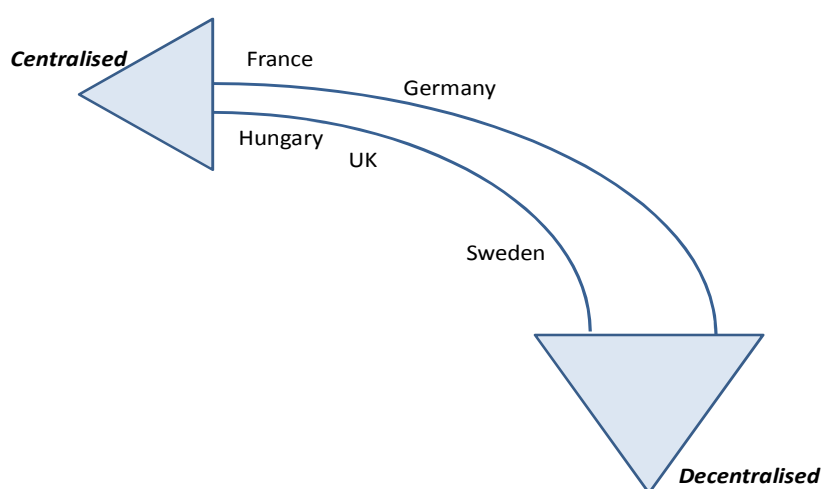 Centralised
France
Germany
Hungary
UK
Sweden
Decentralised